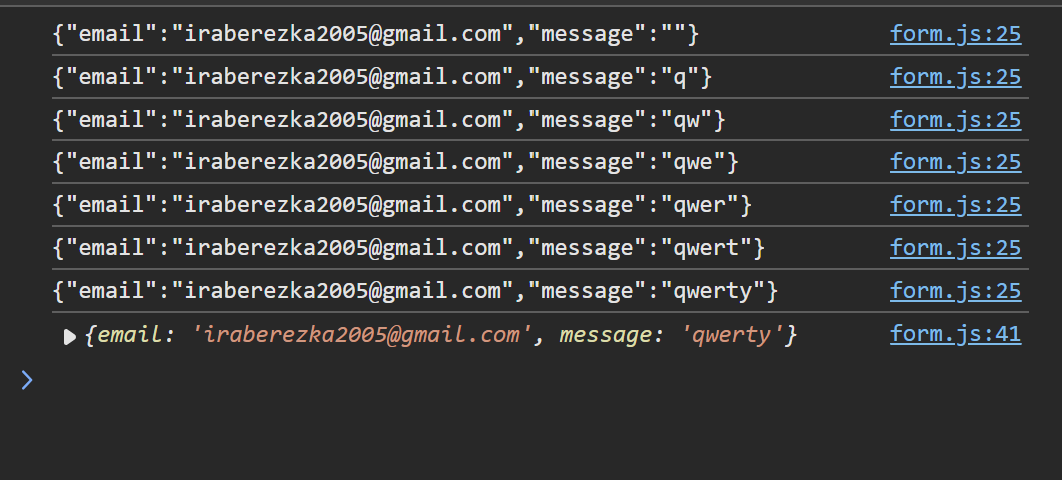 {"email":"iraberezka2005@gmail.com","message":""} form.js:25
{"email":"iraberezka2005@gmail.com","message":"q"} form.js:25
{"email":"iraberezka2005@gmail.com","message":"qw"} form.js:25
{"email":"iraberezka2005@gmail.com","message":"qwe"} form.js:25
{"email":"iraberezka2005@gmail.com","message":"qwer"} form.js:25
{"email":"iraberezka2005@gmail.com","message":"qwert"} form.js:25
{"email":"iraberezka2005@gmail.com","message":"qwerty"} form.js:25
{email: 'iraberezka2005@gmail.com', message: 'qwerty'} form.js:41